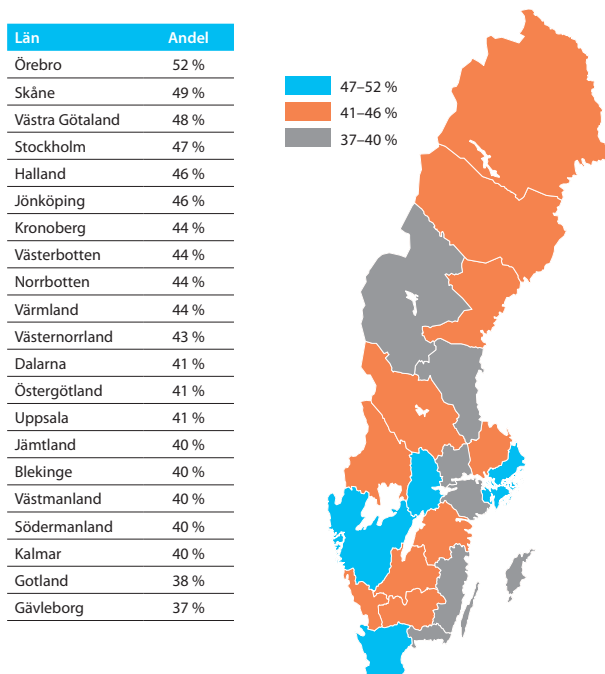 Län Andel
Örebro 52 %
Skåne 49 %
Västra Götaland 48 %
Stockholm 47 %
Halland 46 %
Jönköping 46 %
Kronoberg 44 %
Västerbotten 44 %
Norrbotten 44 %
Värmland 44 %
Västernorrland 43 %
Dalarna 41 %
Östergötland 41 %
Uppsala 41 %
Jämtland 40 %
Blekinge 40 %
Västmanland 40 %
Södermanland 40 %
Kalmar 40 %
Gotland 38 %
Gävleborg 37 %
47–52 %
41–46 %
37–40 %